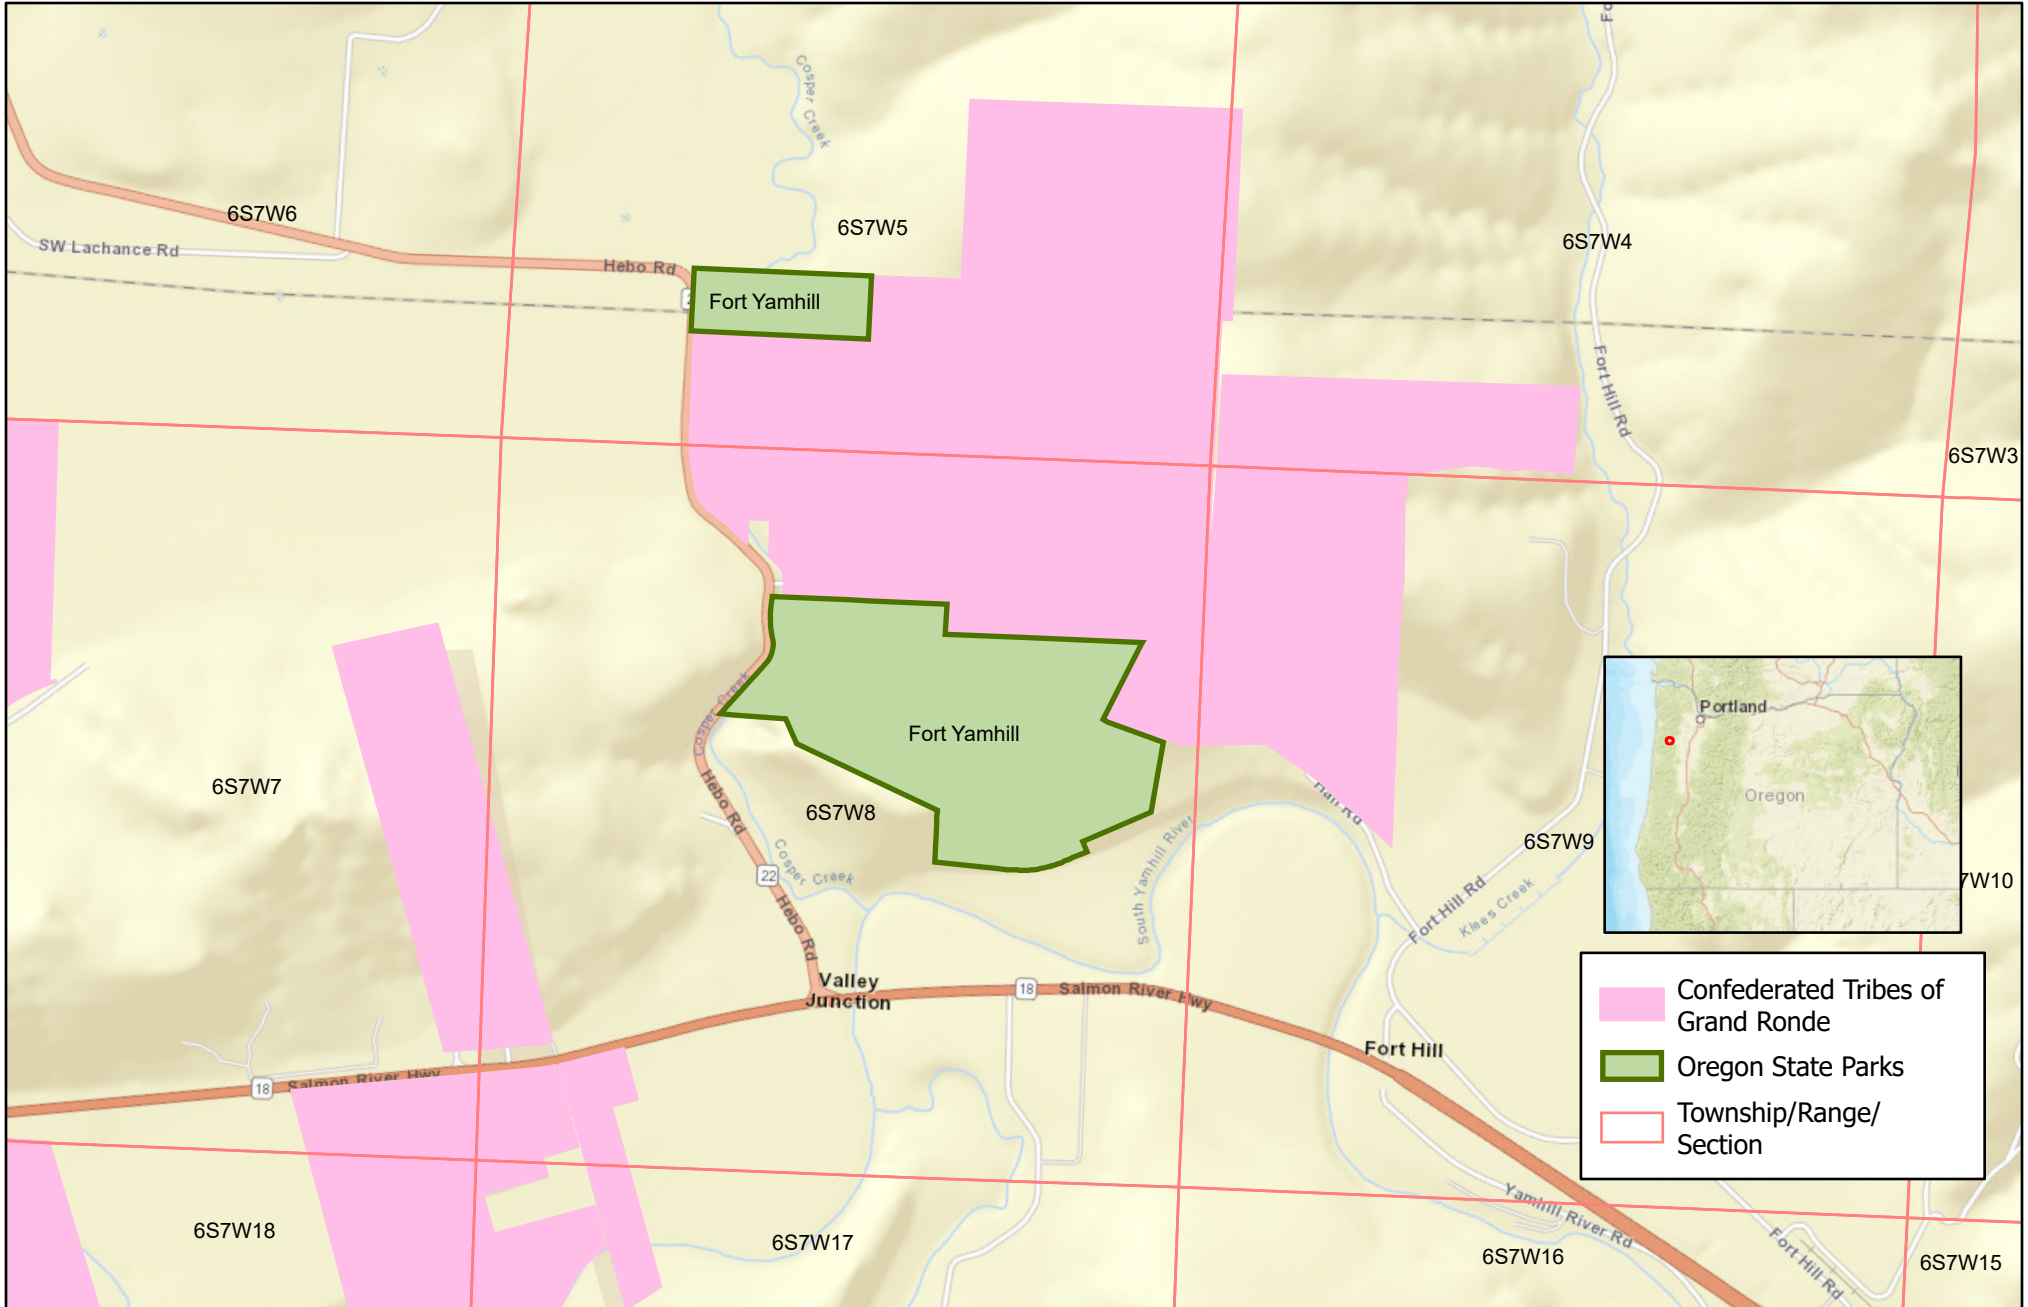 Cosper Creek
Fo
6S7W6
6S7W5
6S7W4
SW Lachance Rd
Hebo Rd
Fort Yamhill
Fort Hill Rd
6S7W3
Portland
Oregon
Cosper Creek
Fort Yamhill
6S7W7
Hebo Rd
6S7W8
Hall Rd
South Yamhill River
6S7W9
22
Cosper Creek
7W10
Hebo Rd
Fort Hill Rd
Klees Creek
Valley
Junction
18
Salmon River Hwy
Fort Hill
18
Salmon River Hwy
Confederated Tribes of
Grand Ronde
Oregon State Parks
Township/Range/
Section
Yamhill River Rd
6S7W18
6S7W17
6S7W16
Fort Hill Rd
6S7W15